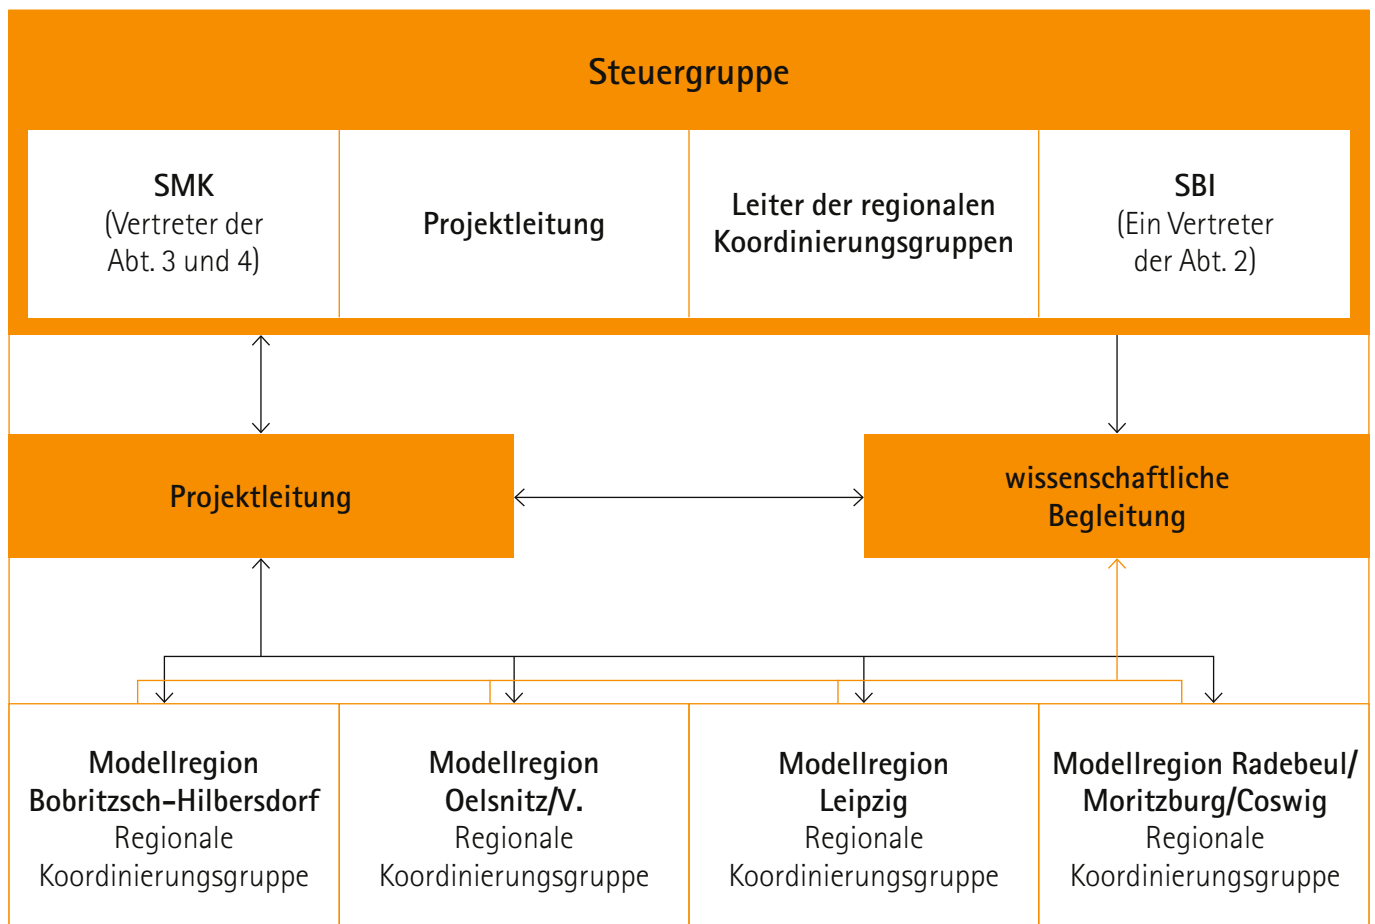 Steuergruppe
SMK
(Vertreter der
Abt. 3 und 4)
Projektleitung
Leiter der regionalen
Koordinierungsgruppen
SBI
(Ein Vertreter
der Abt. 2)
Projektleitung
wissenschaftliche
Begleitung
Modellregion
Bobritzsch-Hilbersdorf
Regionale
Koordinierungsgruppe
Modellregion
Oelsnitz/V.
Regionale
Koordinierungsgruppe
Modellregion
Leipzig
Regionale
Koordinierungsgruppe
Modellregion Radebeul/
Moritzburg/Coswig
Regionale
Koordinierungsgruppe